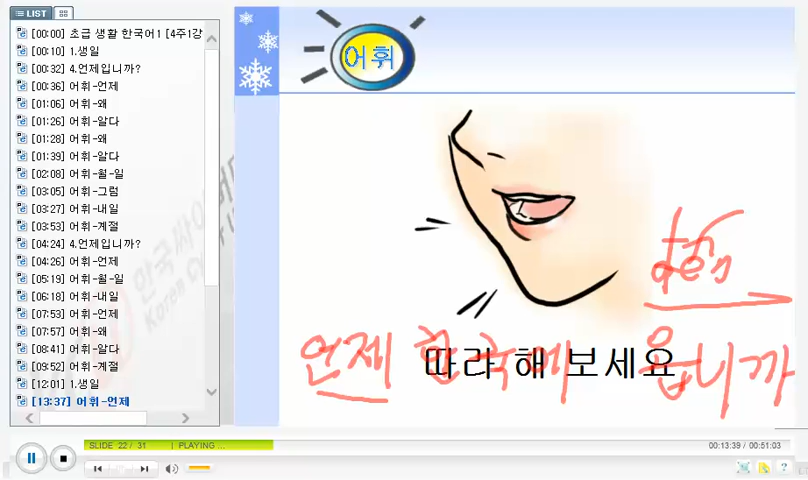 LIST
[00:00] 초급 생활 한국어1 [4주1강
[00:10] 1.생일
[00:32] 4.언제입니까?
[00:36] 어휘-언제
[01:06] 어휘-왜
[01:26] 어휘-알다
[01:28] 어휘-왜
[01:39] 어휘-알다
[02:08] 어휘-월-일
[03:05] 어휘-그럼
[03:27] 어휘-내일
[03:53] 어휘-계절
[04:24] 4.언제입니까?
[04:26] 어휘-언제
[05:19] 어휘-월-일
[06:18] 어휘-내일
[07:53] 어휘-언제
[07:57] 어휘-왜
[08:41] 어휘-알다
[09:52] 어휘-계절
[12:01] 1.생일
[13:37] 어휘-언제
어휘
따라 해 보세요
언제 한국에 옵니까
SLIDE 22 / 31 PLAYING ...
00:13:39 / 00:51:03